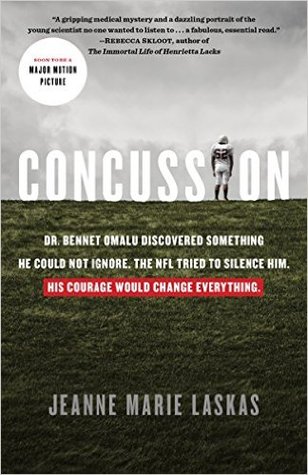 "A gripping medical mystery and a dazzling portrait of the
young scientist no one wanted to listen to . . . a fabulous, essential read."
--REBECCA SKLOOT, author of
The Immortal Life of Henrietta Lacks
SOON TO BE A
MAJOR MOTION
PICTURE
52
CONCUSSION
DR. BENNET OMALU DISCOVERED SOMETHING
HE COULD NOT IGNORE. THE NFL TRIED TO SILENCE HIM.
HIS COURAGE WOULD CHANGE EVERYTHING.
JEANNE MARIE LASKAS